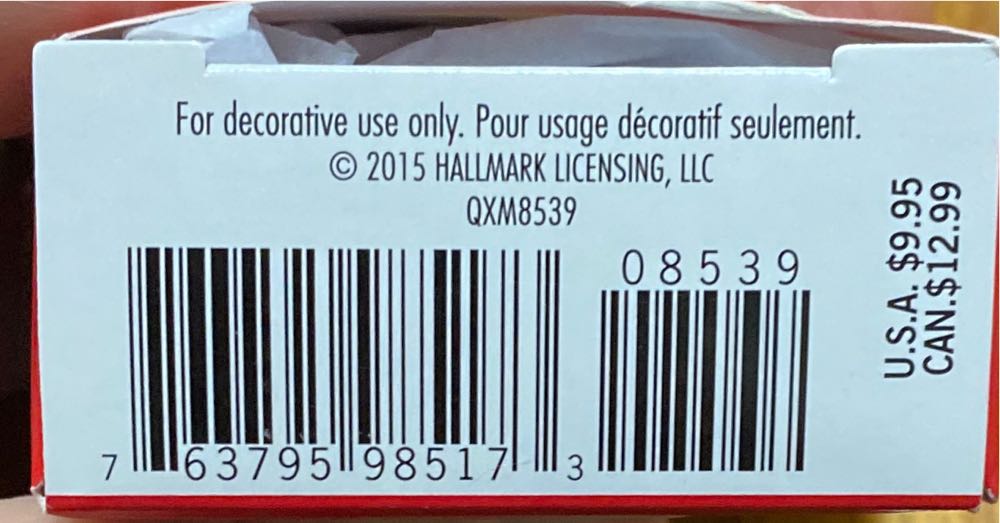 For decorative use only. Pour usage décoratif seulement.
© 2015 HALLMARK LICENSING, LLC
QXM8539
08539
7 63795 98517 3
U.S.A. $9.95
CAN.$12.99